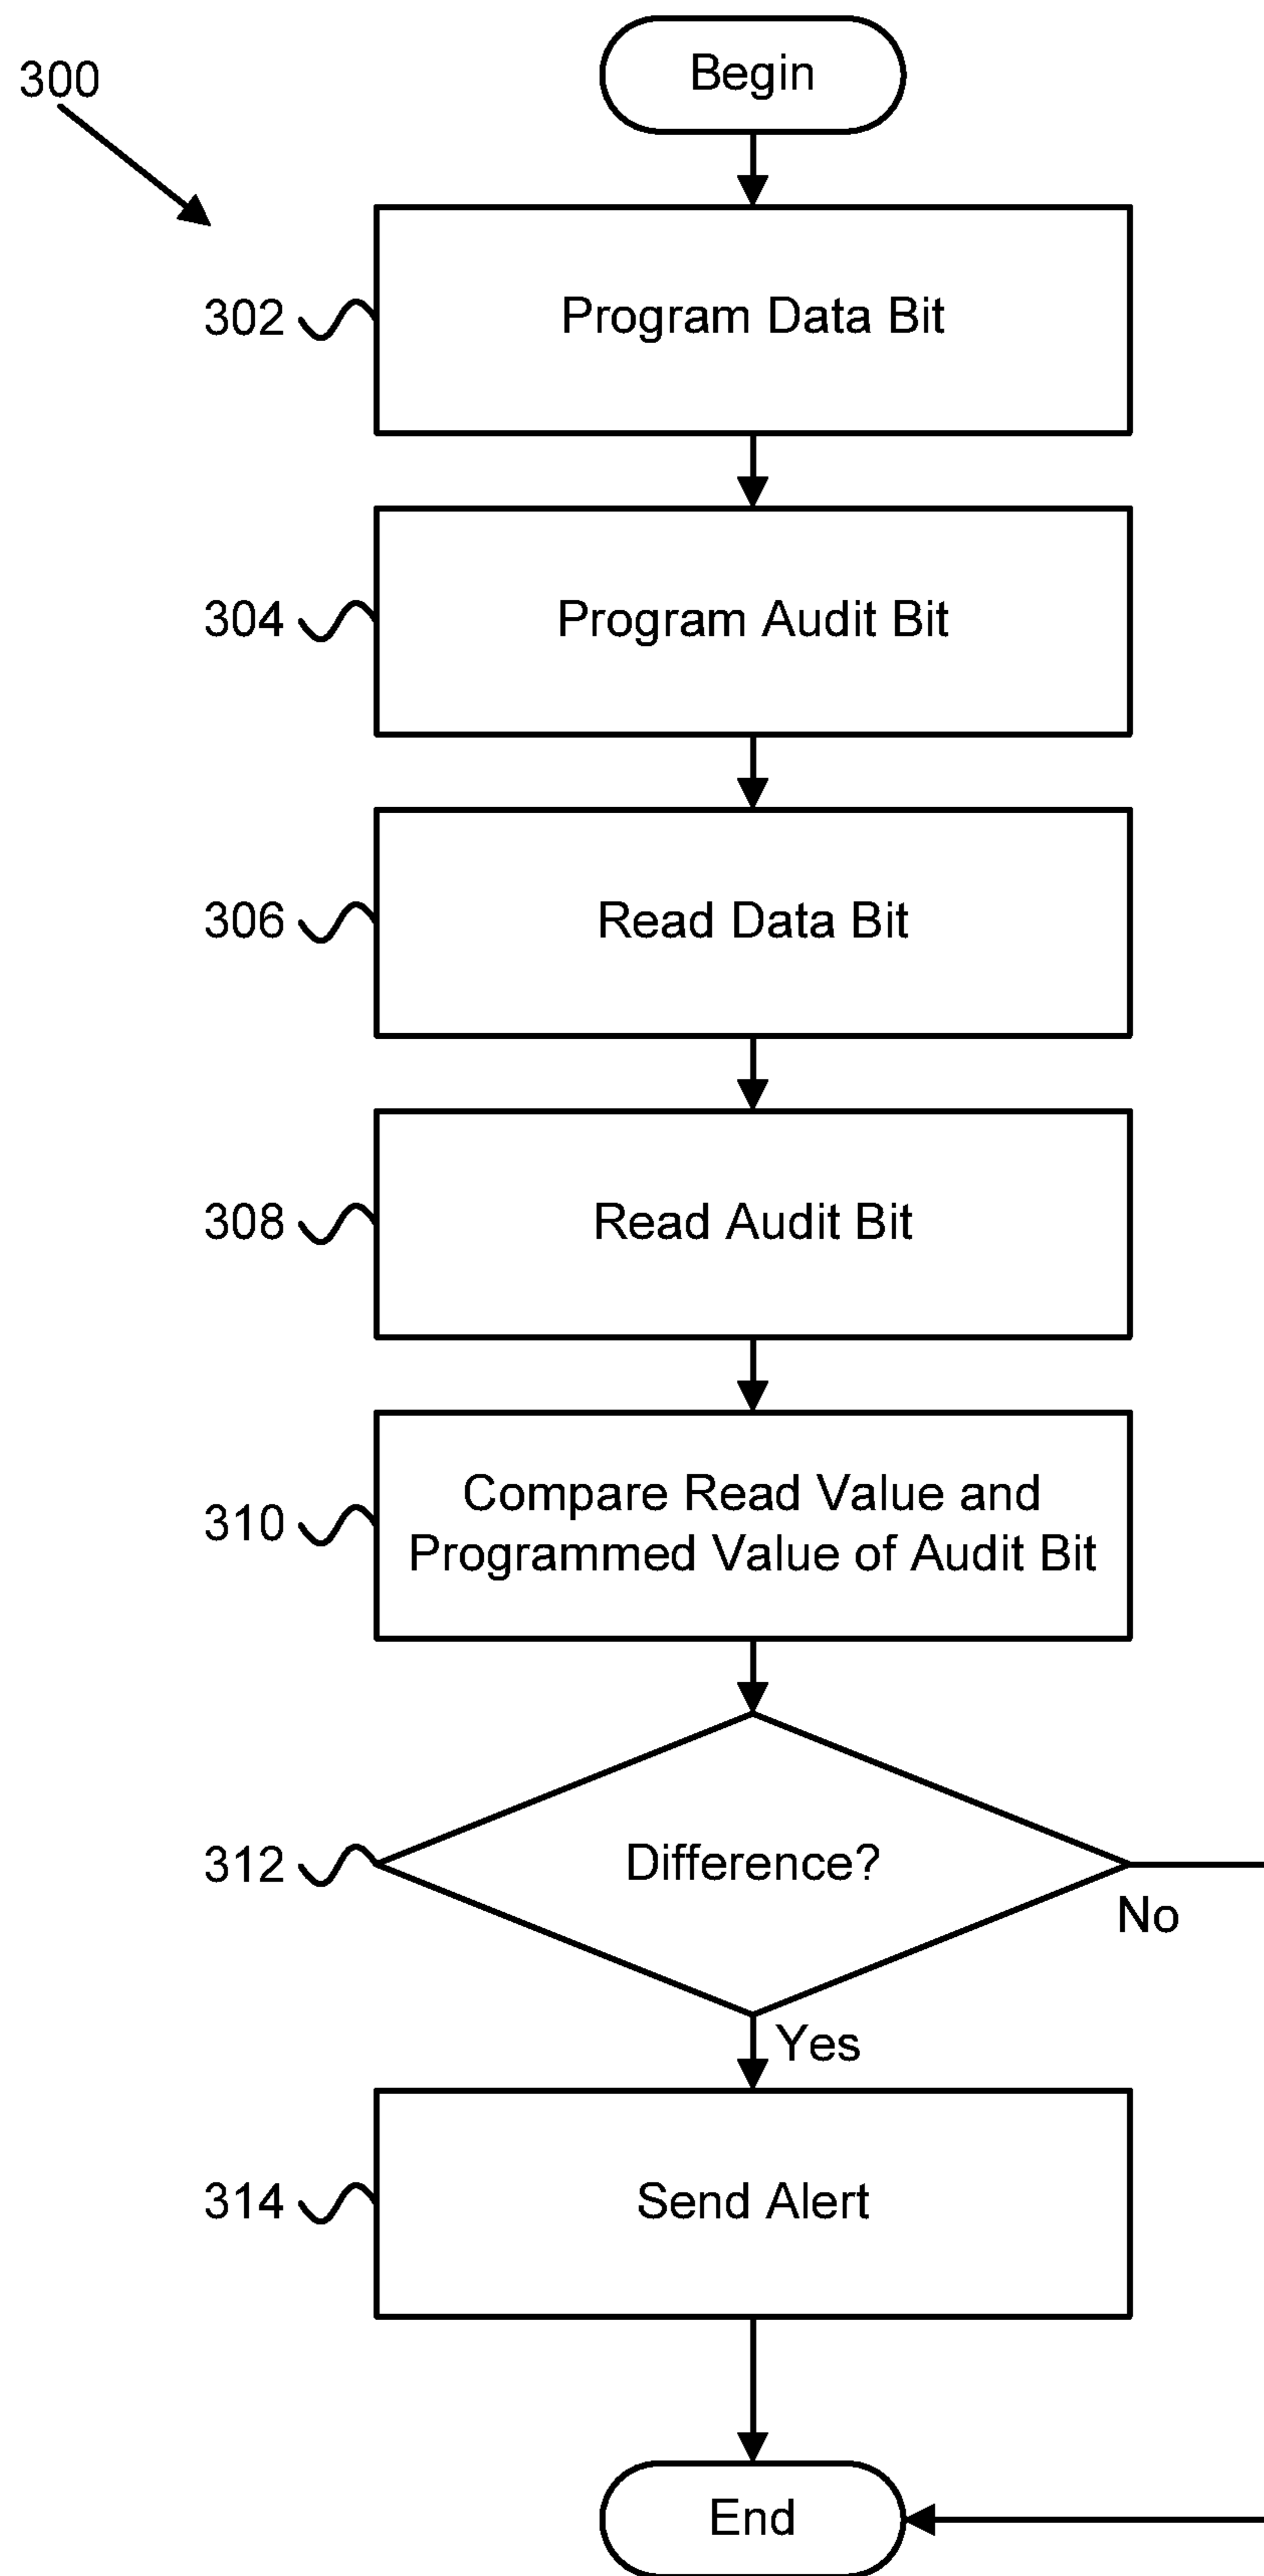 Begin
300
302
Program Data Bit
304
Program Audit Bit
306
Read Data Bit
308
Read Audit Bit
310
Compare Read Value and
Programmed Value of Audit Bit
312
Difference?
No
Yes
314
Send Alert
End